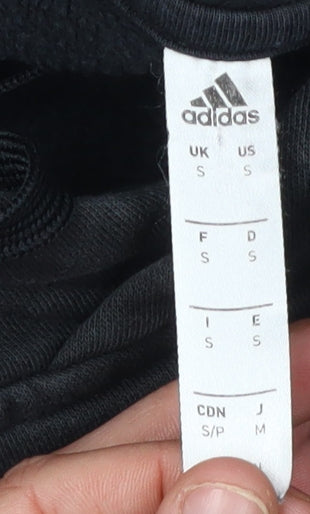 adidas
UK US
S S
F D
S S
I E
S S
CDN J
S/P M